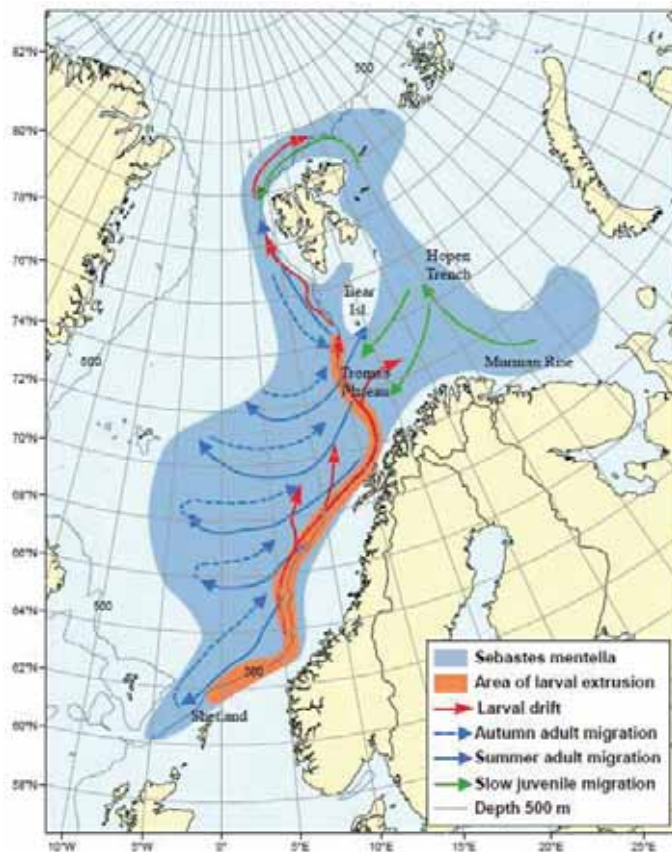 82°N
500
80°N
78°N
76°N
Hopen
Trench
Bear
Isl.
74°N
500
Murman Rise
72°N
Tromsø
Plateau
70°N
68°N
66°N
64°N
500
62°N
500
Shetland
60°N
58°N
Sebastes mentella
Area of larval extrusion
Larval drift
Autumn adult migration
Summer adult migration
Slow juvenile migration
Depth 500 m
10°W 5°W 0° 5°E 10°E 15°E 20°E 25°E